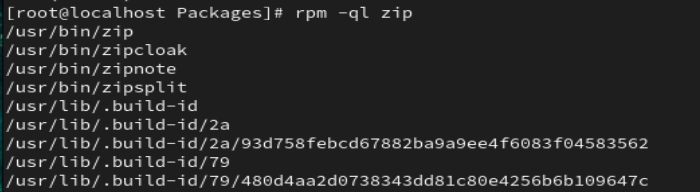 [root@localhost Packages]# rpm -ql zip
/usr/bin/zip
/usr/bin/zipcloak
/usr/bin/zipnote
/usr/bin/zipsplit
/usr/lib/.build-id
/usr/lib/.build-id/2a
/usr/lib/.build-id/2a/93d758febcd67882ba9a9ee4f6083f04583562
/usr/lib/.build-id/79
/usr/lib/.build-id/79/480d4aa2d0738343dd81c80e4256b6b109647c